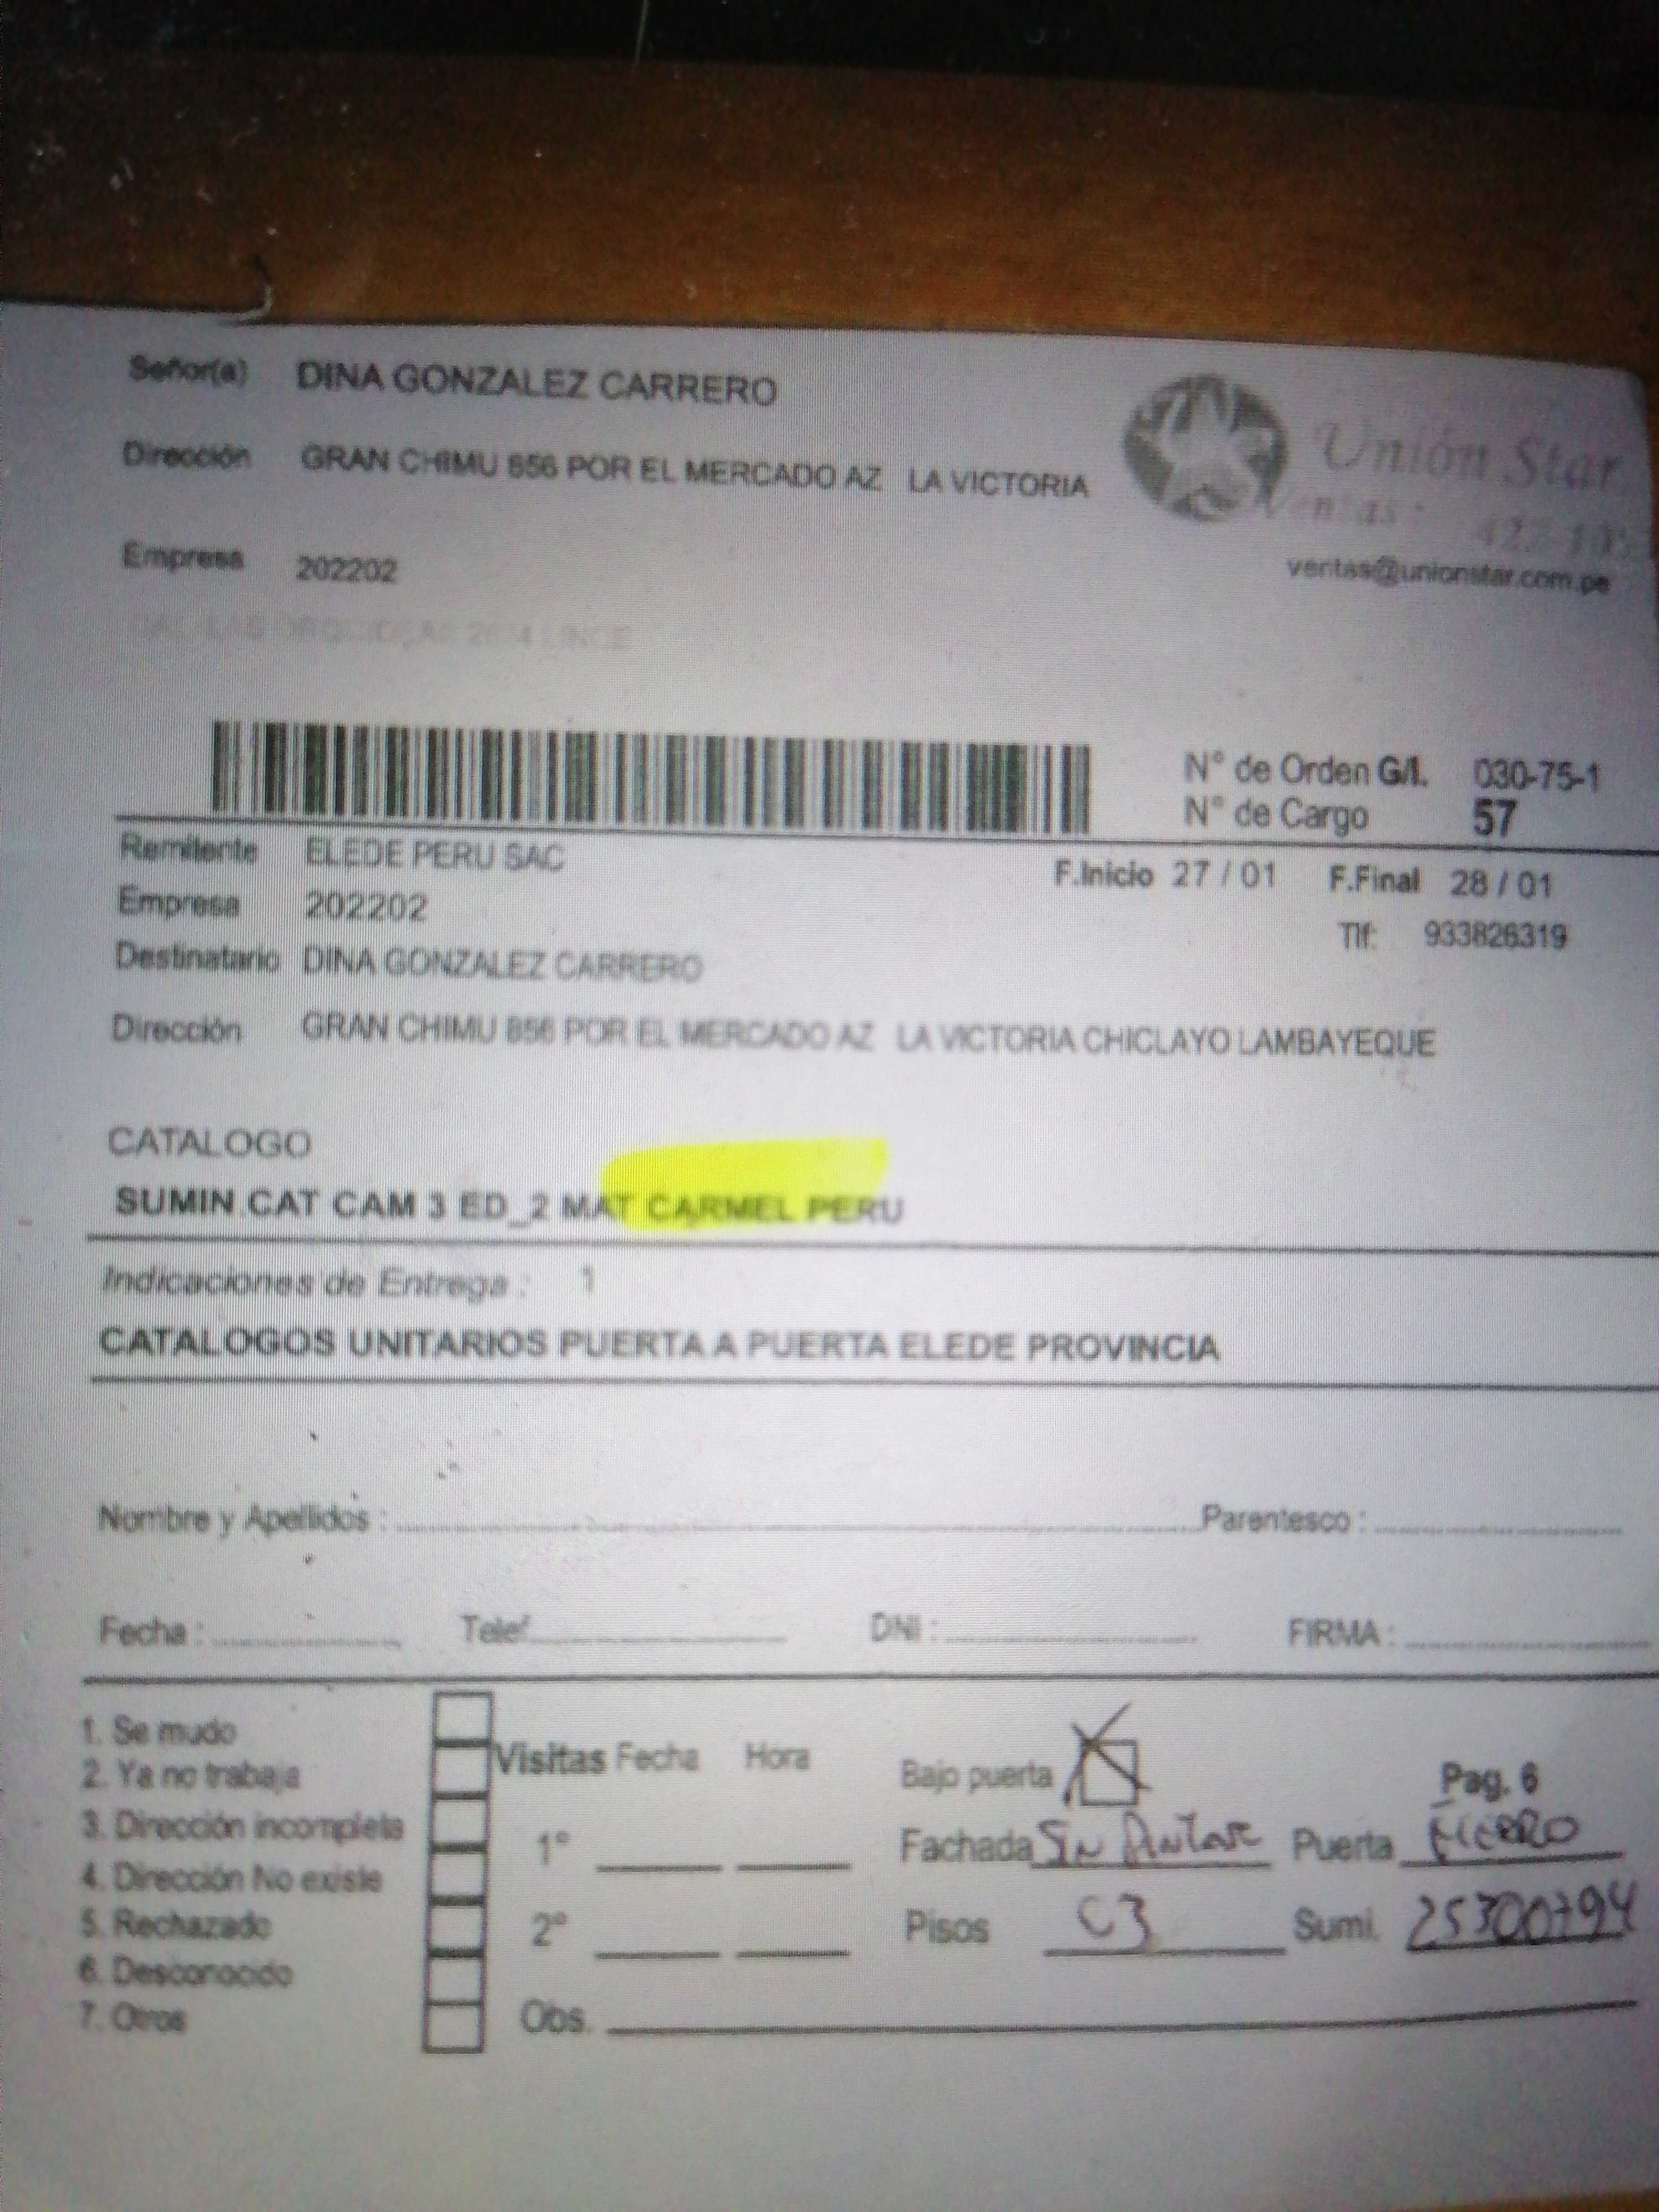 Señor(a) DINA GONZALEZ CARRERO
Dirección GRAN CHIMU 856 POR EL MERCADO AZ LA VICTORIA
Unión Star
Ventas :
Empresa 202202
ventas@unionstar.com.pe
N° de Orden G/I. 030-75-1
N° de Cargo 57
Remitente ELEDE PERU SAC
F.Inicio 27 / 01 F.Final 28 / 01
Empresa 202202
Tlf: 933826319
Destinatario DINA GONZALEZ CARRERO
Dirección GRAN CHIMU 856 POR EL MERCADO AZ LA VICTORIA CHICLAYO LAMBAYEQUE
CATALOGO
SUMIN.CAT CAM 3 ED_2 MAT CARMEL PERU
Indicaciones de Entrega : 1
CATALOGOS UNITARIOS PUERTA A PUERTA ELEDE PROVINCIA
Nombre y Apellidos : Parentesco :
Fecha : Telef. DNI : FIRMA :
1. Se mudo
2. Ya no trabaja
3. Dirección incompleta
4. Dirección No existe
5. Rechazado
6. Desconocido
7. Otros
Visitas Fecha Hora
1°
2°
Obs.
Bajo puerta
Pag. 6
Fachada Sin Puerta
Pisos C3 Sumi.